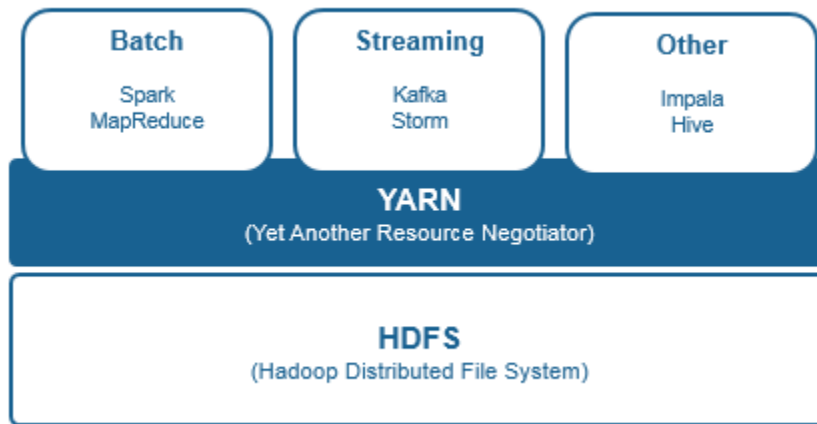 Batch
Spark
MapReduce
Streaming
Kafka
Storm
Other
Impala
Hive
YARN
(Yet Another Resource Negotiator)
HDFS
(Hadoop Distributed File System)